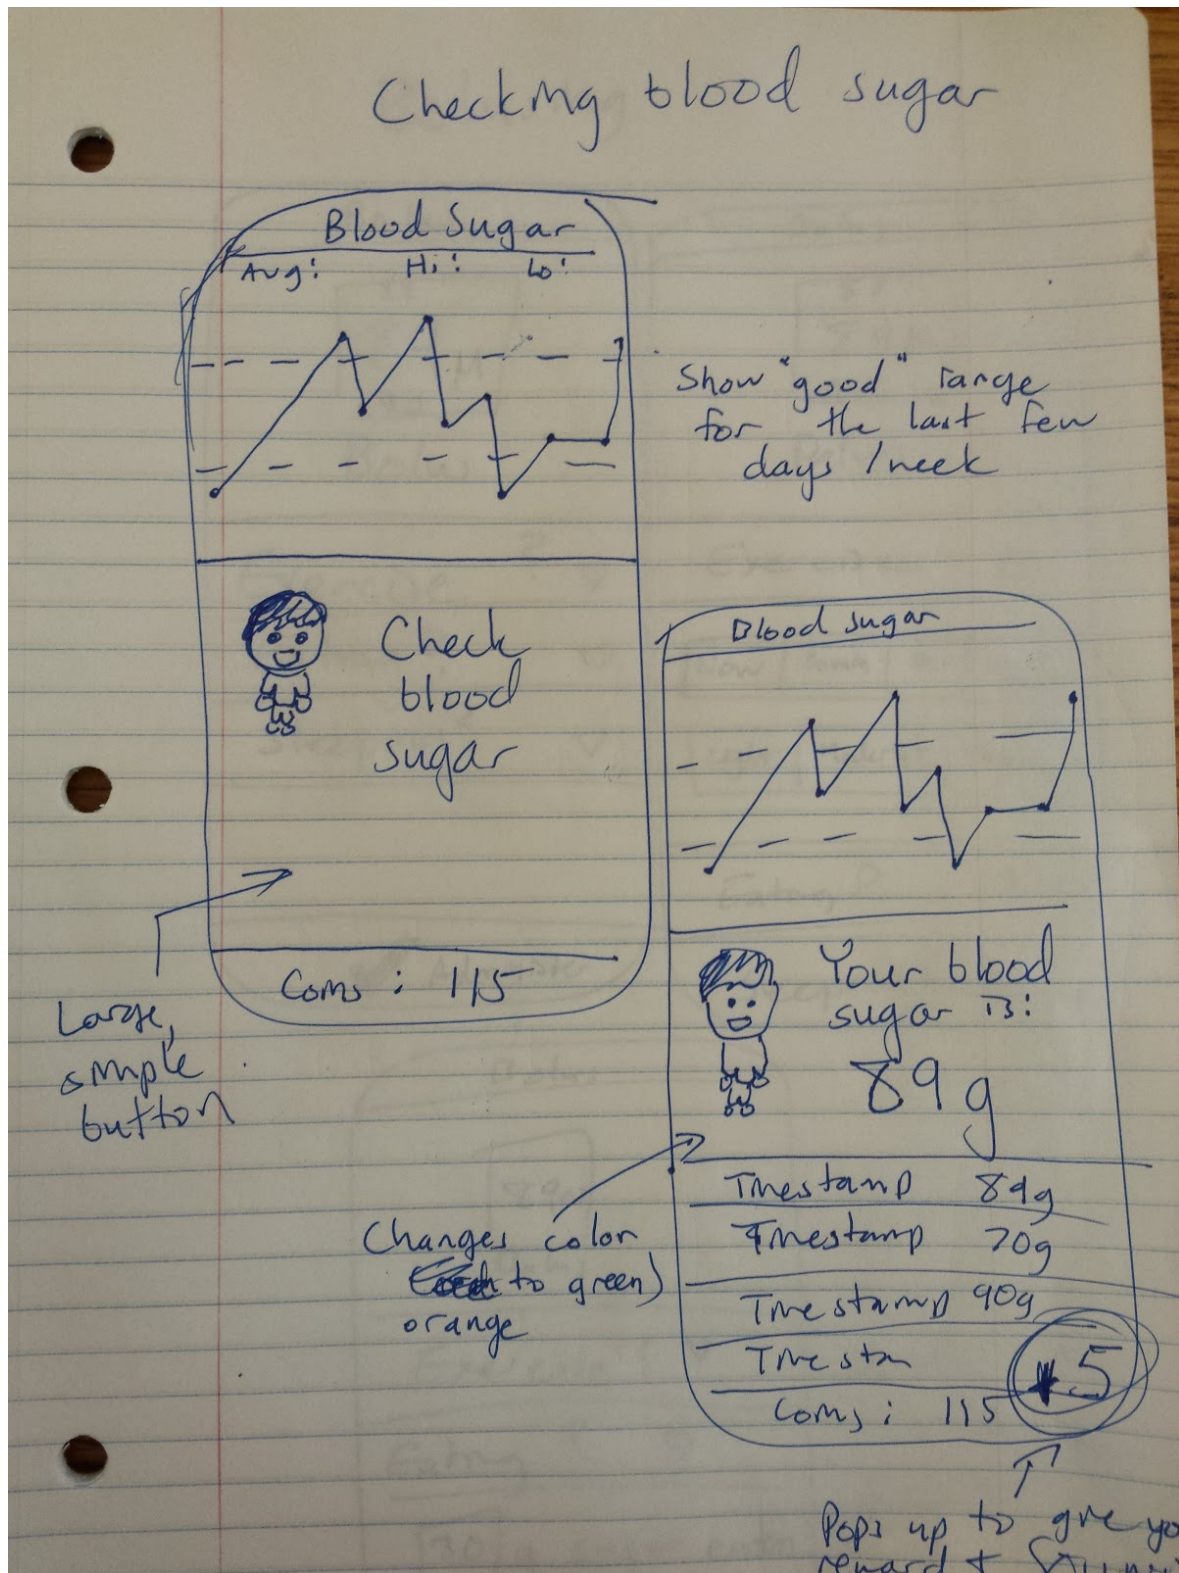 Checking blood sugar
Blood Sugar
Avg: Hi: Lo:
Show "good" range
for the last few
days / week
Check
blood
sugar
Coins: 115
Large,
simple
button
Blood sugar
Your blood
sugar is:
89g
Timestamp 89g
Timestamp 70g
Timestamp 90g
Timesta
Coins: 115
5
Changes color
to green)
orange
Pops up to give yo
reward +